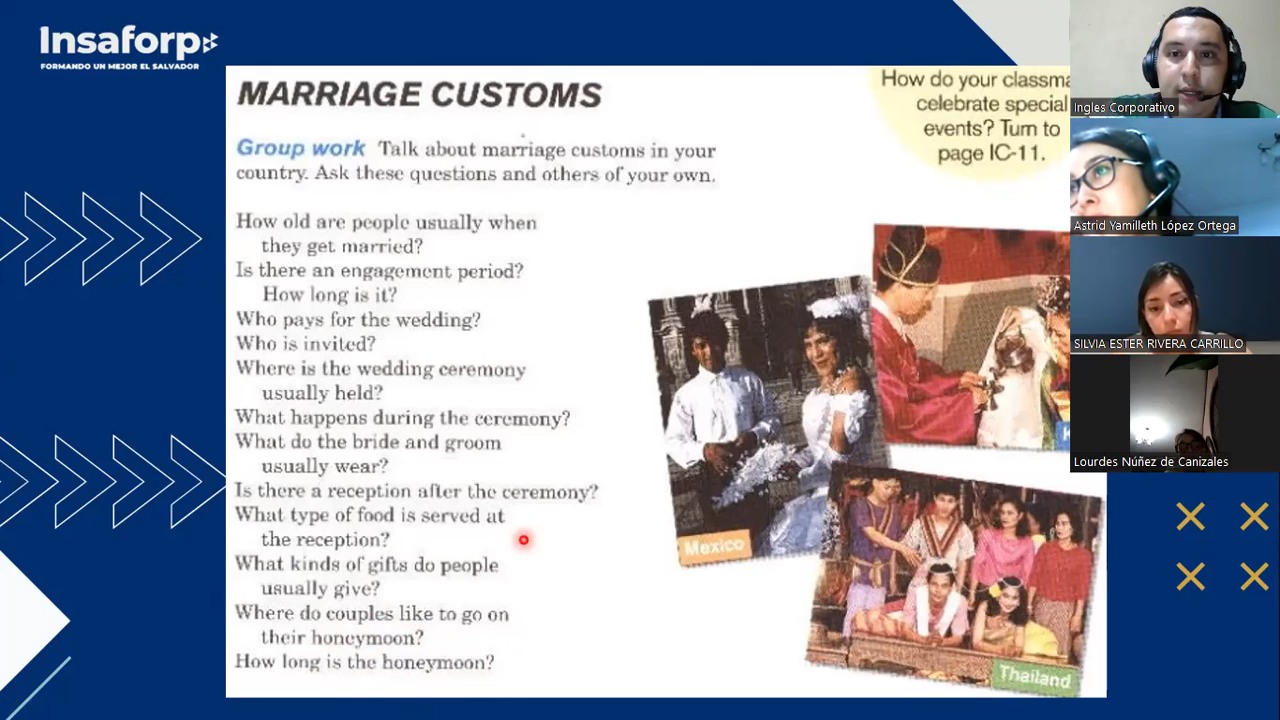 Insaforp
FORMANDO UN MEJOR EL SALVADOR
MARRIAGE CUSTOMS
Group work Talk about marriage customs in your
country. Ask these questions and others of your own.
How old are people usually when
they get married?
Is there an engagement period?
How long is it?
Who pays for the wedding?
Who is invited?
Where is the wedding ceremony
usually held?
What happens during the ceremony?
What do the bride and groom
usually wear?
Is there a reception after the ceremony?
What type of food is served at
the reception?
What kinds of gifts do people
usually give?
Where do couples like to go on
their honeymoon?
How long is the honeymoon?
How do your classma
celebrate special
events? Turn to
page IC-11.
Mexico
Thailand
Ingles Corporativo
Astrid Yamilleth López Ortega
SILVIA ESTER RIVERA CARRILLO
Lourdes Núñez de Canizales